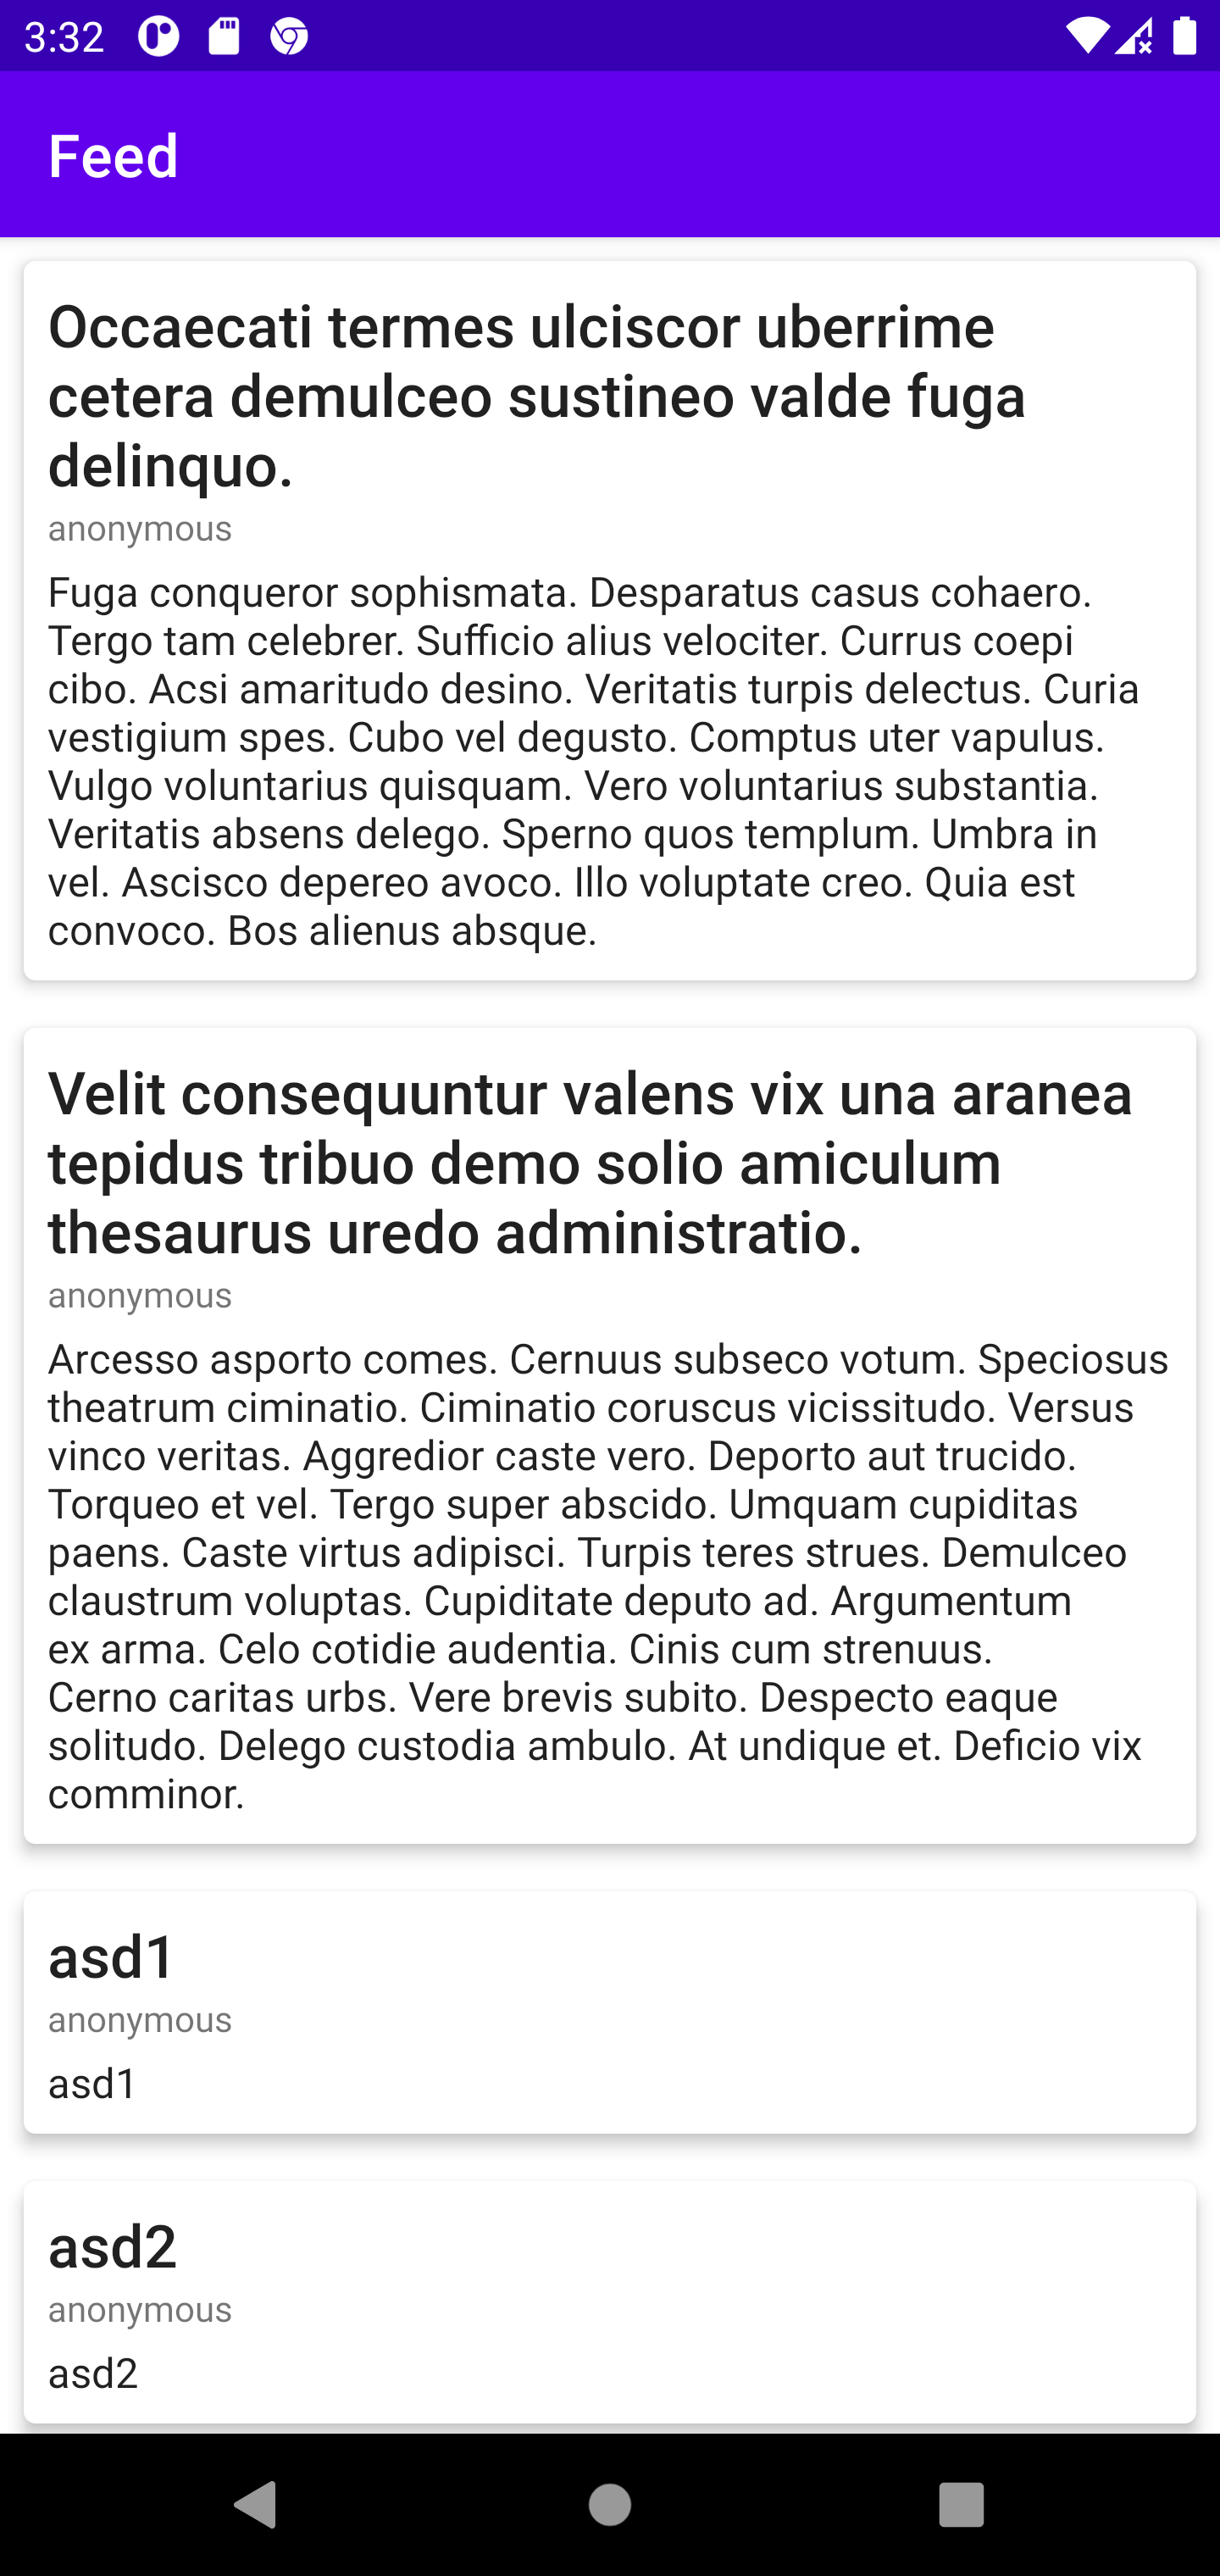 3:32
Feed
Occaecati termes ulciscor uberrime
cetera demulceo sustineo valde fuga
delinquo.
anonymous
Fuga conqueror sophismata. Desparatus casus cohaero.
Tergo tam celebrer. Sufficio alius velociter. Currus coepi
cibo. Acsi amaritudo desino. Veritatis turpis delectus. Curia
vestigium spes. Cubo vel degusto. Comptus uter vapulus.
Vulgo voluntarius quisquam. Vero voluntarius substantia.
Veritatis absens delego. Sperno quos templum. Umbra in
vel. Ascisco depereo avoco. Illo voluptate creo. Quia est
convoco. Bos alienus absque.
Velit consequuntur valens vix una aranea
tepidus tribuo demo solio amiculum
thesaurus uredo administratio.
anonymous
Arcesso asporto comes. Cernuus subseco votum. Speciosus
theatrum ciminatio. Ciminatio coruscus vicissitudo. Versus
vinco veritas. Aggredior caste vero. Deporto aut trucido.
Torqueo et vel. Tergo super abscido. Umquam cupiditas
paens. Caste virtus adipisci. Turpis teres strues. Demulceo
claustrum voluptas. Cupiditate deputo ad. Argumentum
ex arma. Celo cotidie audentia. Cinis cum strenuus.
Cerno caritas urbs. Vere brevis subito. Despecto eaque
solitudo. Delego custodia ambulo. At undique et. Deficio vix
comminor.
asd1
anonymous
asd1
asd2
anonymous
asd2